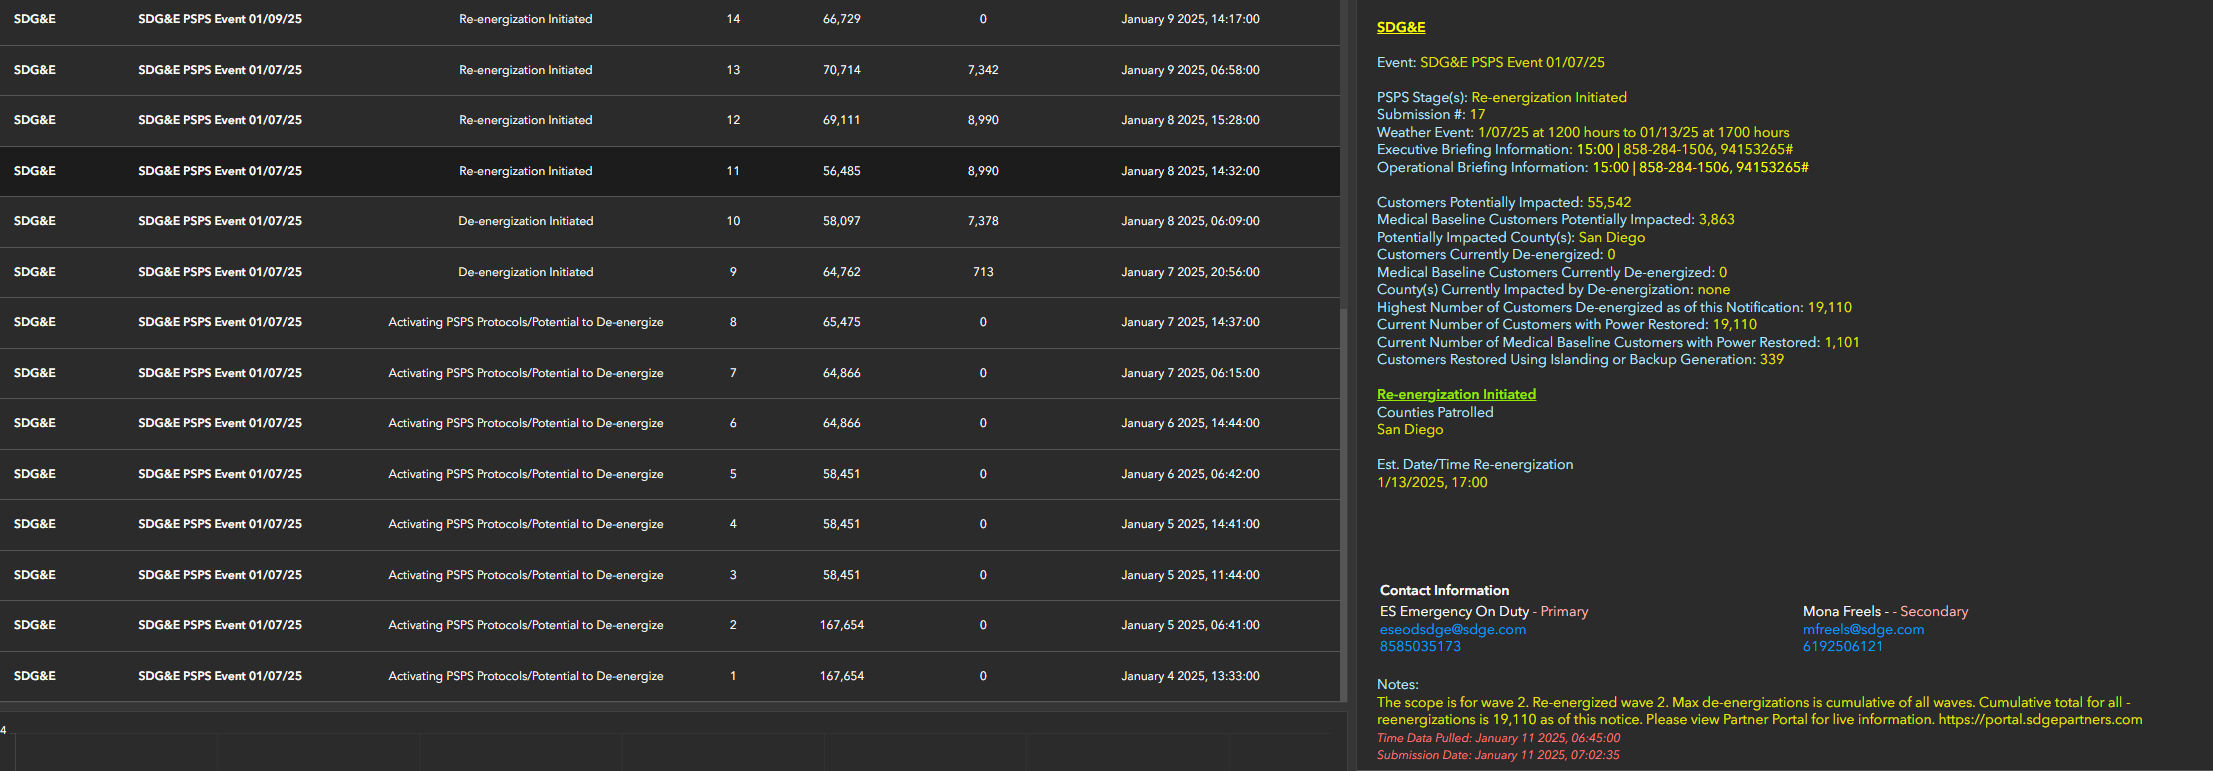 SDG&E SDG&E PSPS Event 01/09/25 Re-energization Initiated 14 66,729 0 January 9 2025, 14:17:00
SDG&E SDG&E PSPS Event 01/07/25 Re-energization Initiated 13 70,714 7,342 January 9 2025, 06:58:00
SDG&E SDG&E PSPS Event 01/07/25 Re-energization Initiated 12 69,111 8,990 January 8 2025, 15:28:00
SDG&E SDG&E PSPS Event 01/07/25 Re-energization Initiated 11 56,485 8,990 January 8 2025, 14:32:00
SDG&E SDG&E PSPS Event 01/07/25 De-energization Initiated 10 58,097 7,378 January 8 2025, 06:09:00
SDG&E SDG&E PSPS Event 01/07/25 De-energization Initiated 9 64,762 713 January 7 2025, 20:56:00
SDG&E SDG&E PSPS Event 01/07/25 Activating PSPS Protocols/Potential to De-energize 8 65,475 0 January 7 2025, 14:37:00
SDG&E SDG&E PSPS Event 01/07/25 Activating PSPS Protocols/Potential to De-energize 7 64,866 0 January 7 2025, 06:15:00
SDG&E SDG&E PSPS Event 01/07/25 Activating PSPS Protocols/Potential to De-energize 6 64,866 0 January 6 2025, 14:44:00
SDG&E SDG&E PSPS Event 01/07/25 Activating PSPS Protocols/Potential to De-energize 5 58,451 0 January 6 2025, 06:42:00
SDG&E SDG&E PSPS Event 01/07/25 Activating PSPS Protocols/Potential to De-energize 4 58,451 0 January 5 2025, 14:41:00
SDG&E SDG&E PSPS Event 01/07/25 Activating PSPS Protocols/Potential to De-energize 3 58,451 0 January 5 2025, 11:44:00
SDG&E SDG&E PSPS Event 01/07/25 Activating PSPS Protocols/Potential to De-energize 2 167,654 0 January 5 2025, 06:41:00
SDG&E SDG&E PSPS Event 01/07/25 Activating PSPS Protocols/Potential to De-energize 1 167,654 0 January 4 2025, 13:33:00
4
SDG&E
Event: SDG&E PSPS Event 01/07/25
PSPS Stage(s): Re-energization Initiated
Submission #: 17
Weather Event: 1/07/25 at 1200 hours to 01/13/25 at 1700 hours
Executive Briefing Information: 15:00 | 858-284-1506, 94153265#
Operational Briefing Information: 15:00 | 858-284-1506, 94153265#
Customers Potentially Impacted: 55,542
Medical Baseline Customers Potentially Impacted: 3,863
Potentially Impacted County(s): San Diego
Customers Currently De-energized: 0
Medical Baseline Customers Currently De-energized: 0
County(s) Currently Impacted by De-energization: none
Highest Number of Customers De-energized as of this Notification: 19,110
Current Number of Customers with Power Restored: 19,110
Current Number of Medical Baseline Customers with Power Restored: 1,101
Customers Restored Using Islanding or Backup Generation: 339
Re-energization Initiated
Counties Patrolled
San Diego
Est. Date/Time Re-energization
1/13/2025, 17:00
Contact Information
ES Emergency On Duty - Primary
eseodsdge@sdge.com
8585035173
Mona Freels - - Secondary
mfreels@sdge.com
6192506121
Notes:
The scope is for wave 2. Re-energized wave 2. Max de-energizations is cumulative of all waves. Cumulative total for all -
reenergizations is 19,110 as of this notice. Please view Partner Portal for live information. https://portal.sdgepartners.com
Time Data Pulled: January 11 2025, 06:45:00
Submission Date: January 11 2025, 07:02:35